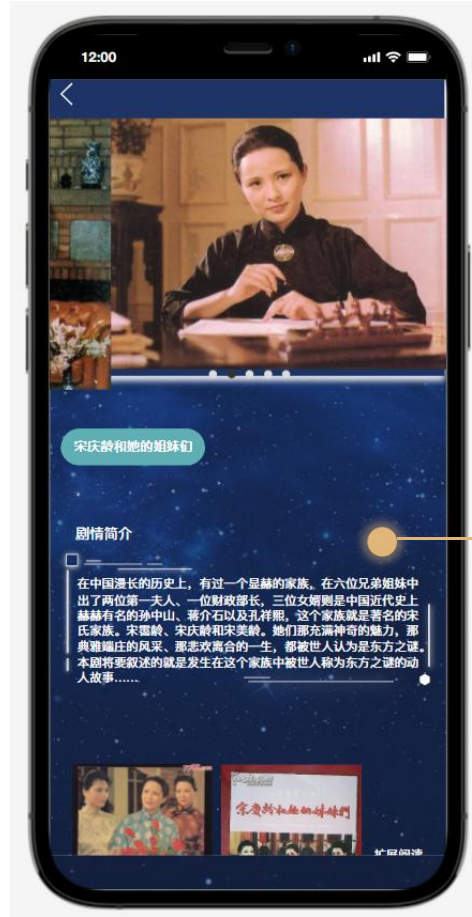 12:00
宋庆龄和她的姐妹们
剧情简介
在中国漫长的历史上，有过一个显赫的家族，在六位兄弟姐妹中
出了两位第一夫人、一位财政部长，三位女婿则是中国近代史上
赫赫有名的孙中山、蒋介石以及孔祥熙，这个家族就是著名的宋
氏家族。宋霭龄、宋庆龄和宋美龄。她们那充满神奇的魅力，那
典雅端庄的风采、那悲欢离合的一生，都被世人认为是东方之谜。
本剧将要叙述的就是发生在这个家族中被世人称为东方之谜的动
人故事……
宋慶齡和她的姊妹們
扩展阅读